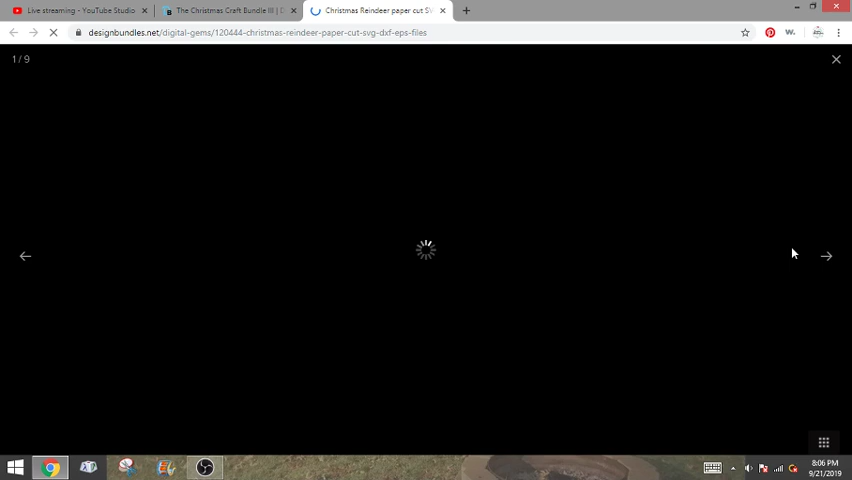 Live streaming - YouTube Studio
The Christmas Craft Bundle III | D
Christmas Reindeer paper cut SV
designbundles.net/digital-gems/120444-christmas-reindeer-paper-cut-svg-dxf-eps-files
1 / 9
8:06 PM
9/21/2019